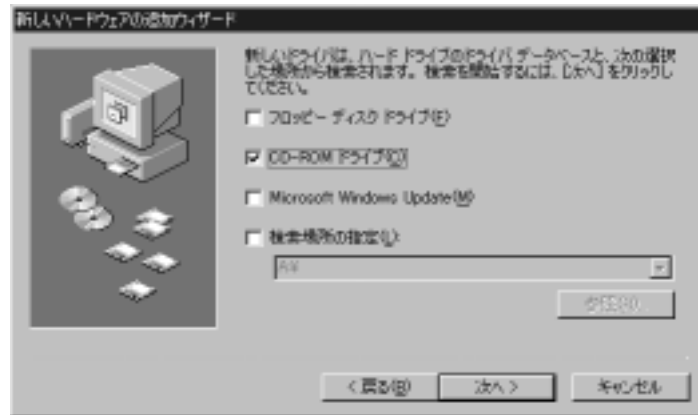 新しいハードウェアの追加ウィザード
新しいドライバは、ハード ドライブのドライバ データベースと、次の選択
した場所から検索されます。検索を開始するには、[次へ] をクリックし
てください。
フロッピー ディスク ドライブ(F)
CD-ROM ドライブ(C)
Microsoft Windows Update(M)
検索場所の指定(L):
A:¥
参照(R)...
< 戻る(B)
次へ >
キャンセル